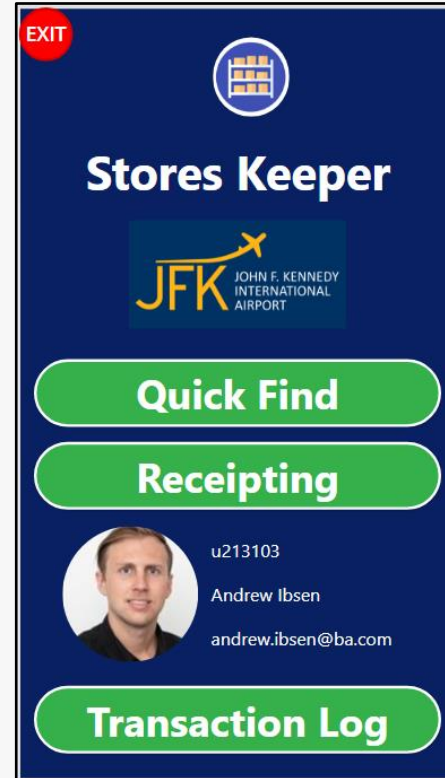 EXIT
Stores Keeper
JFK
JOHN F. KENNEDY
INTERNATIONAL
AIRPORT
Quick Find
Receipting
u213103
Andrew Ibsen
andrew.ibsen@ba.com
Transaction Log